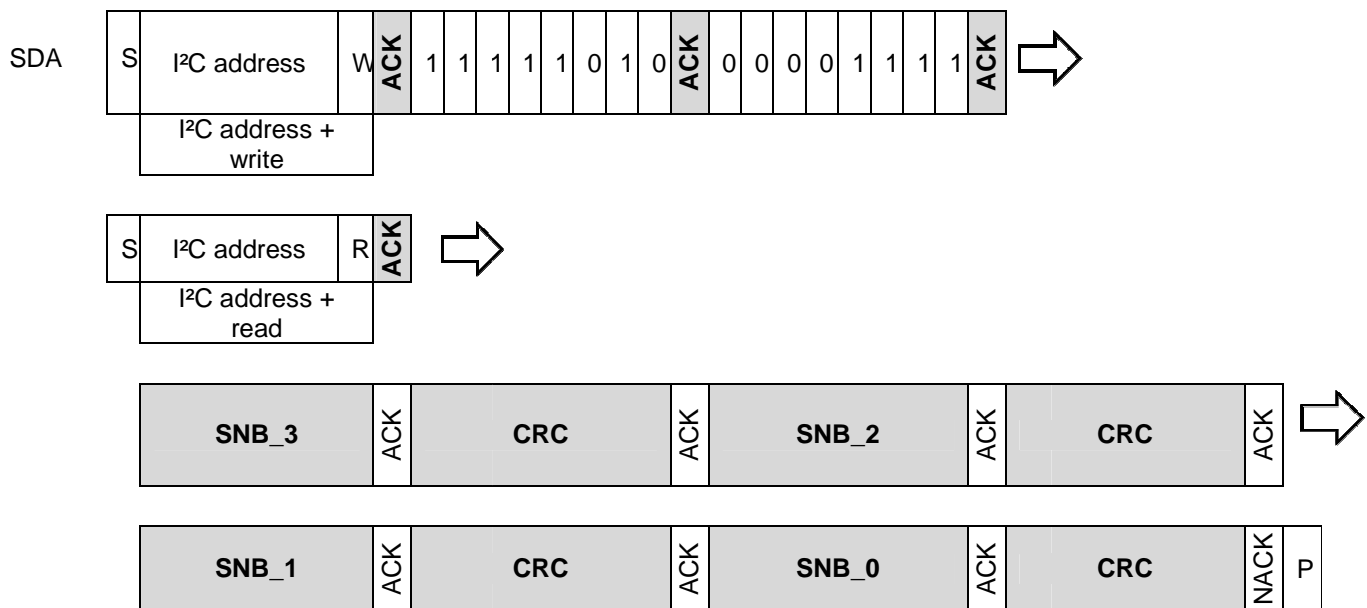 SDA S I²C address W ACK 1 1 1 1 1 0 1 0 ACK 0 0 0 0 1 1 1 1 ACK
I²C address +
write
S I²C address R ACK
I²C address +
read
SNB_3 ACK CRC ACK SNB_2 ACK CRC ACK
SNB_1 ACK CRC ACK SNB_0 ACK CRC NACK P